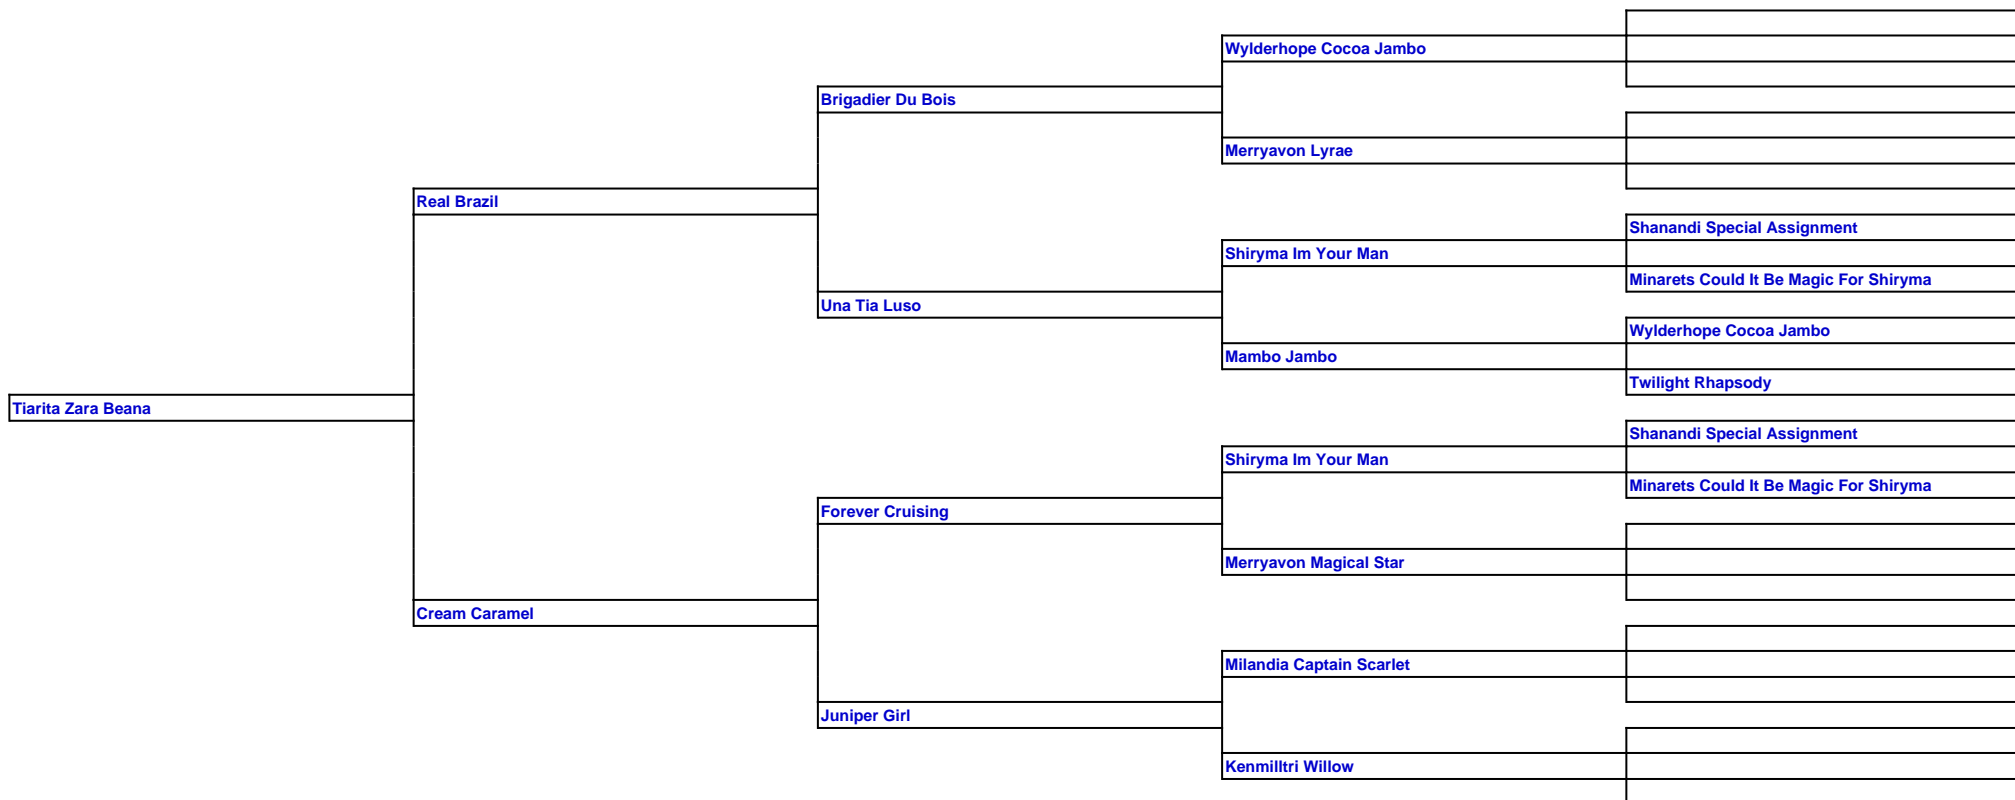 Wylderhope Cocoa Jambo
Brigadier Du Bois
Merryavon Lyrae
Real Brazil
Shanandi Special Assignment
Shiryma Im Your Man
Minarets Could It Be Magic For Shiryma
Una Tia Luso
Wylderhope Cocoa Jambo
Mambo Jambo
Twilight Rhapsody
Tiarita Zara Beana
Shanandi Special Assignment
Shiryma Im Your Man
Minarets Could It Be Magic For Shiryma
Forever Cruising
Merryavon Magical Star
Cream Caramel
Milandia Captain Scarlet
Juniper Girl
Kenmilltri Willow